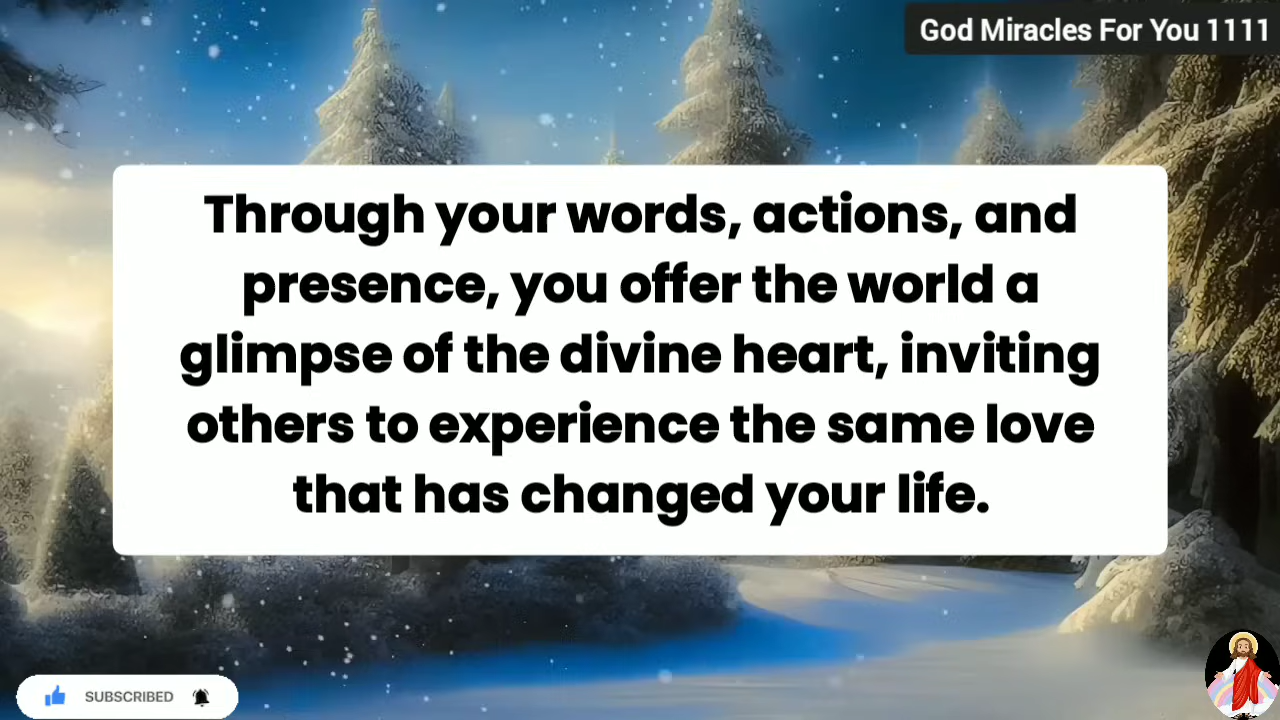 God Miracles For You 1111
Through your words, actions, and
presence, you offer the world a
glimpse of the divine heart, inviting
others to experience the same love
that has changed your life.
SUBSCRIBED